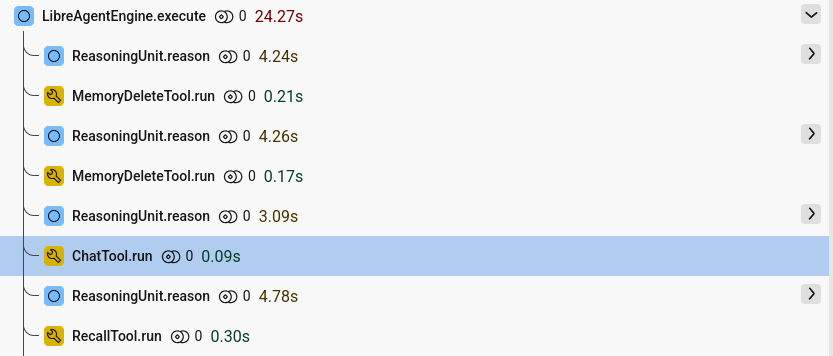 LibreAgentEngine.execute 0 24.27s
ReasoningUnit.reason 0 4.24s
MemoryDeleteTool.run 0 0.21s
ReasoningUnit.reason 0 4.26s
MemoryDeleteTool.run 0 0.17s
ReasoningUnit.reason 0 3.09s
ChatTool.run 0 0.09s
ReasoningUnit.reason 0 4.78s
RecallTool.run 0 0.30s